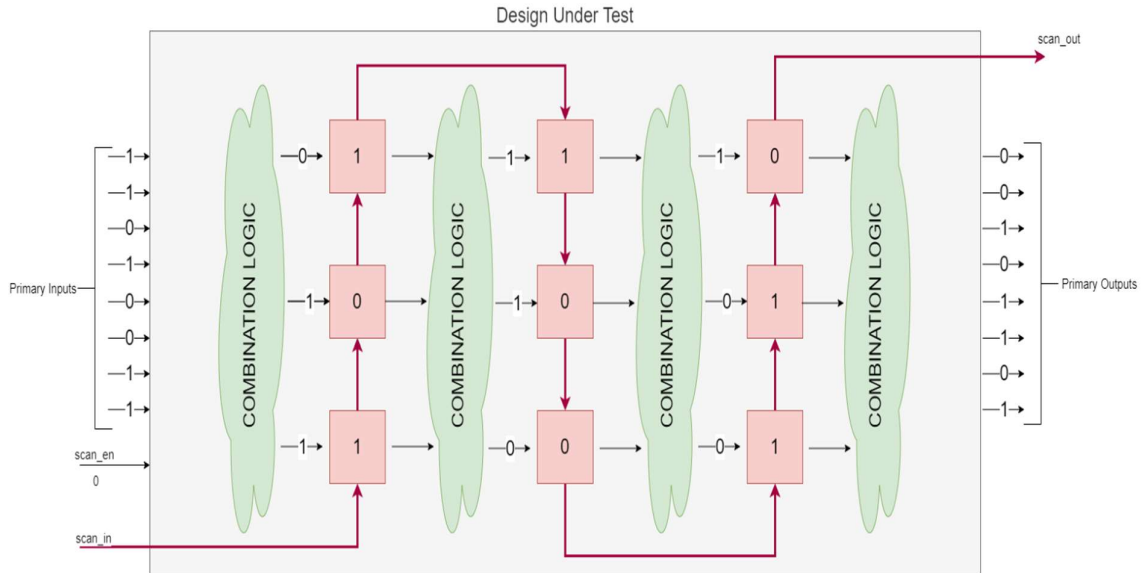 Design Under Test
scan_out
0 1 1 1 1 0
1 0
1 0
0 1
1 0
Primary Inputs 0 1 0 1 0 0 1 1 Primary Outputs
0 1
1 0
1 1
1 1 0 0 0 1
scan_en
0
scan_in
COMBINATION LOGIC
COMBINATION LOGIC
COMBINATION LOGIC
COMBINATION LOGIC